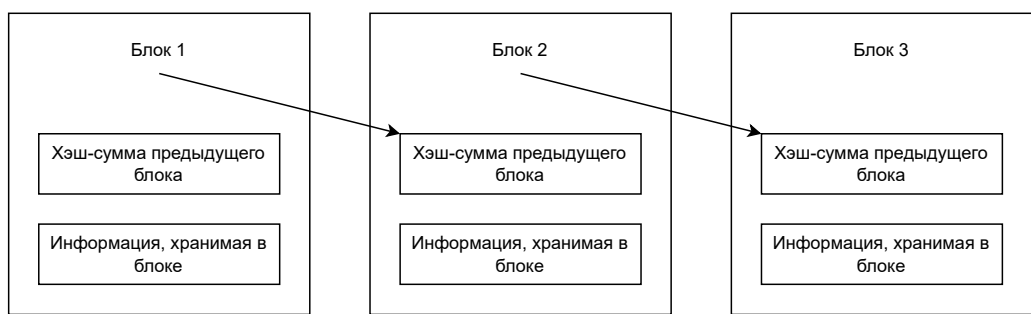 Блок 1
Хэш-сумма предыдущего
блока
Информация, хранимая в
блоке
Блок 2
Хэш-сумма предыдущего
блока
Информация, хранимая в
блоке
Блок 3
Хэш-сумма предыдущего
блока
Информация, хранимая в
блоке